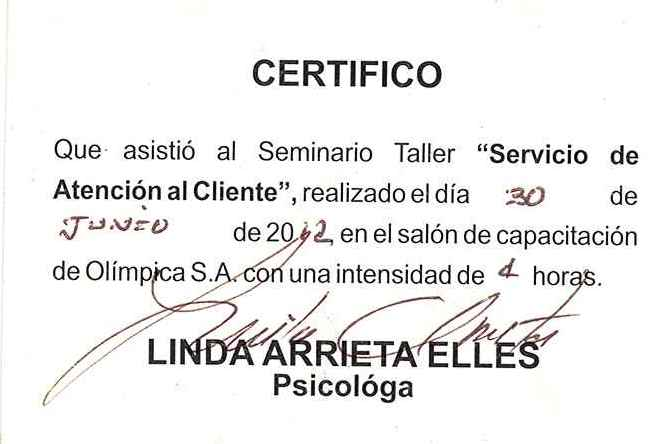 CERTIFICO
Que asistió al Seminario Taller “Servicio de
Atención al Cliente”, realizado el día 30 de
JUNIO de 2012, en el salón de capacitación
de Olímpica S.A. con una intensidad de 4 horas.
LINDA ARRIETA ELLES
Psicológa